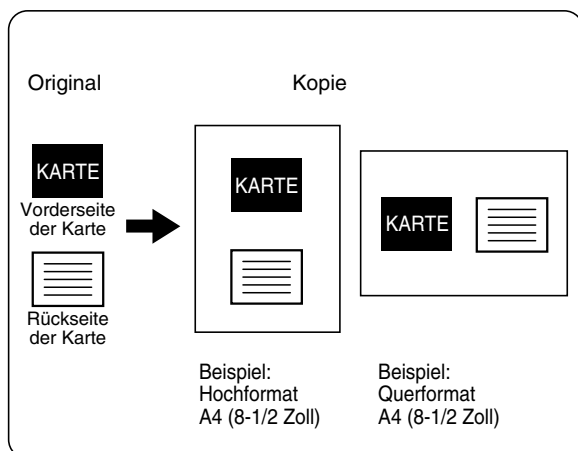 Original
Kopie
KARTE
Vorderseite
der Karte
Rückseite
der Karte
KARTE
KARTE
Beispiel:
Hochformat
A4 (8-1/2 Zoll)
Beispiel:
Querformat
A4 (8-1/2 Zoll)